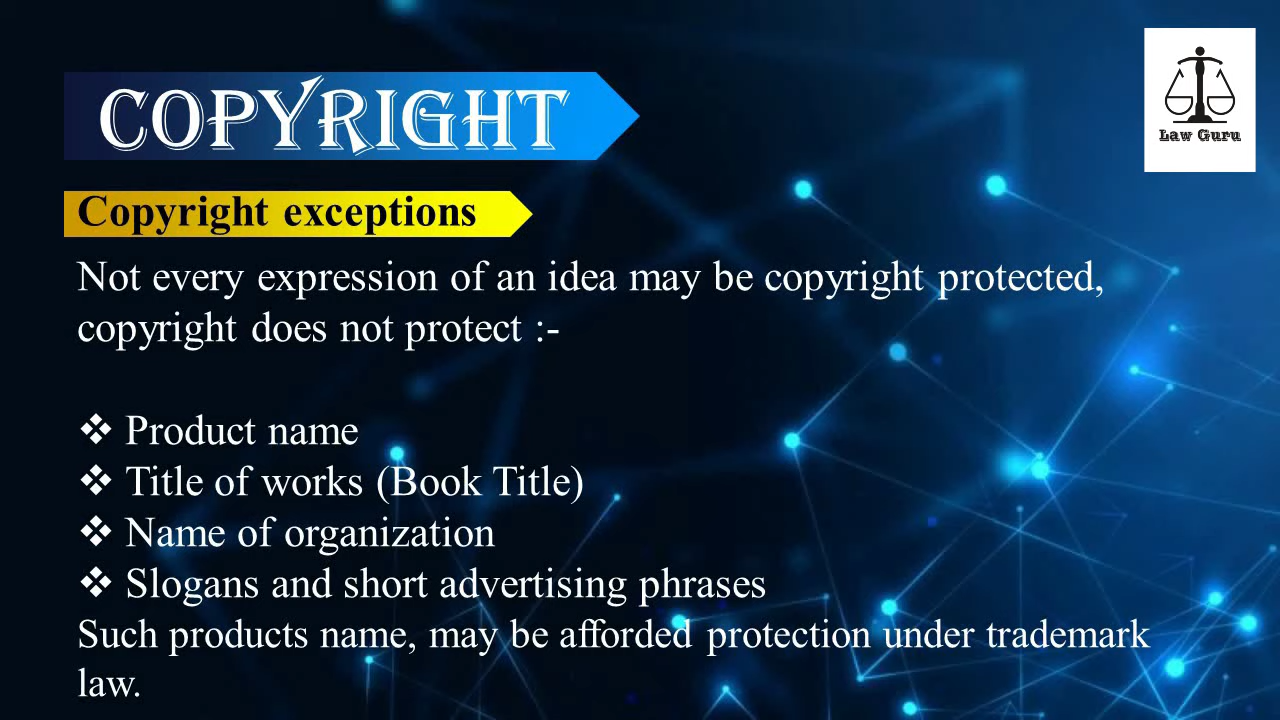 COPYRIGHT
Law Guru
Copyright exceptions
Not every expression of an idea may be copyright protected,
copyright does not protect :-
❖ Product name
❖ Title of works (Book Title)
❖ Name of organization
❖ Slogans and short advertising phrases
Such products name, may be afforded protection under trademark
law.